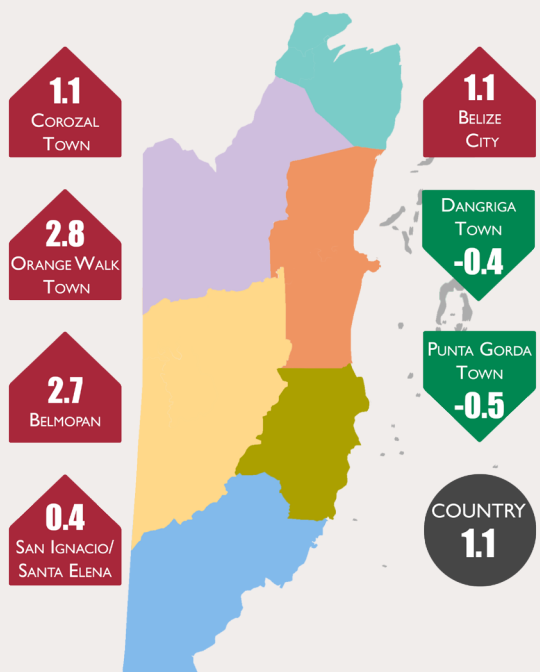 1.1
Corozal
Town
2.8
Orange Walk
Town
2.7
Belmopan
0.4
San Ignacio/
Santa Elena
1.1
Belize
City
Dangriga
Town
-0.4
Punta Gorda
Town
-0.5
COUNTRY
1.1